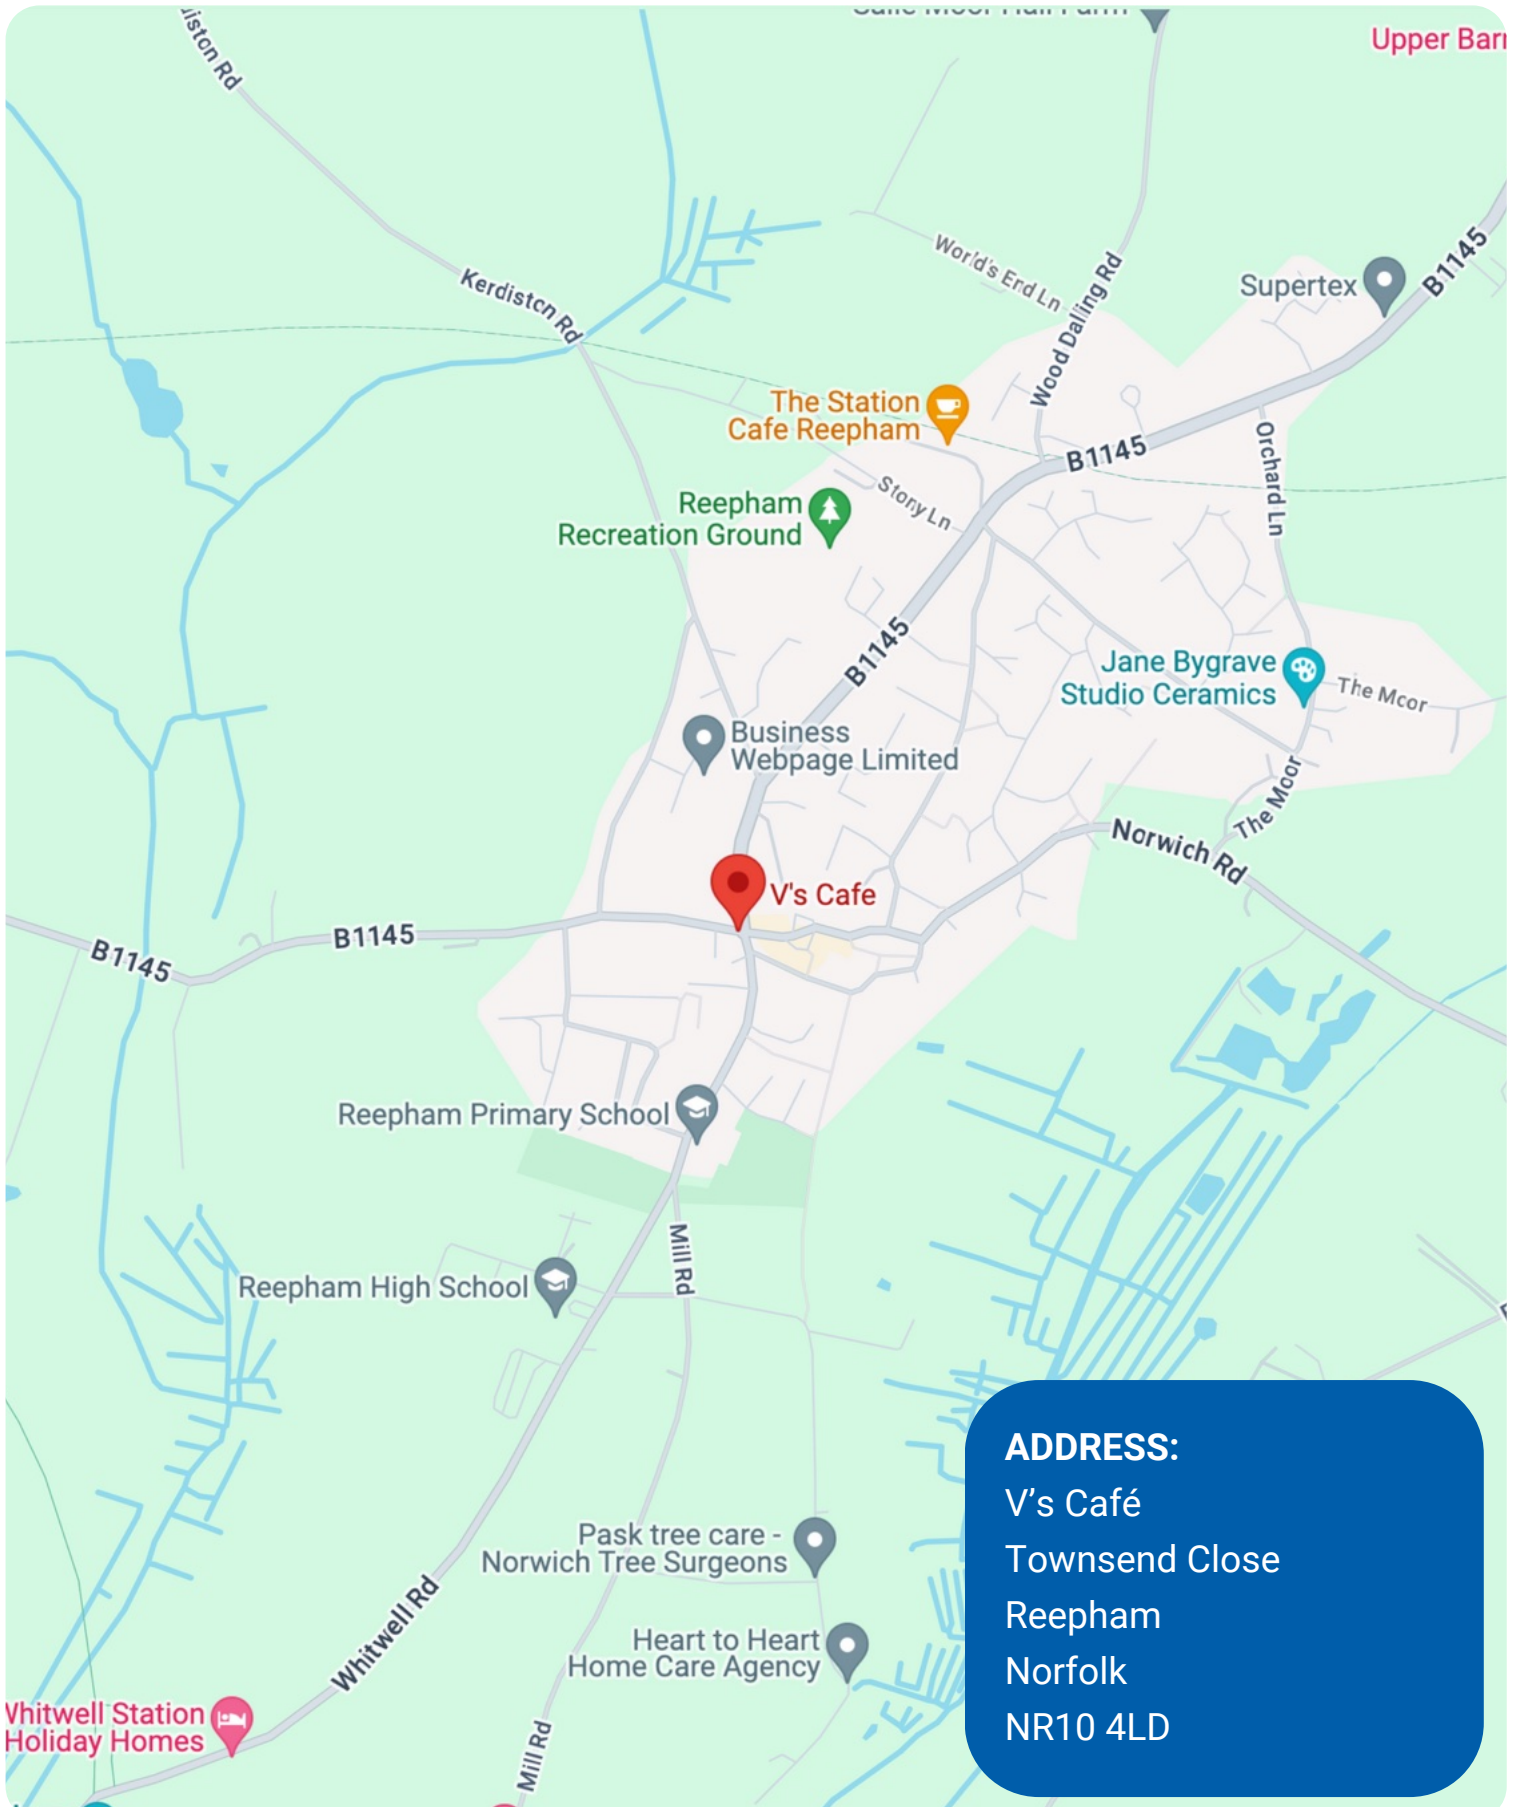 Upper Barn
Kerdiston Rd
World's End Ln
Wood Dalling Rd
Supertex
B1145
The Station
Cafe Reepham
B1145
Orchard Ln
Story Ln
Reepham
Recreation Ground
B1145
Jane Bygrave
Studio Ceramics
The Moor
Business
Webpage Limited
The Moor
Norwich Rd
V's Cafe
B1145
B1145
Reepham Primary School
Mill Rd
Reepham High School
Pask tree care -
Norwich Tree Surgeons
Whitwell Rd
Heart to Heart
Home Care Agency
Whitwell Station
Holiday Homes
Mill Rd
ADDRESS:
V’s Café
Townsend Close
Reepham
Norfolk
NR10 4LD